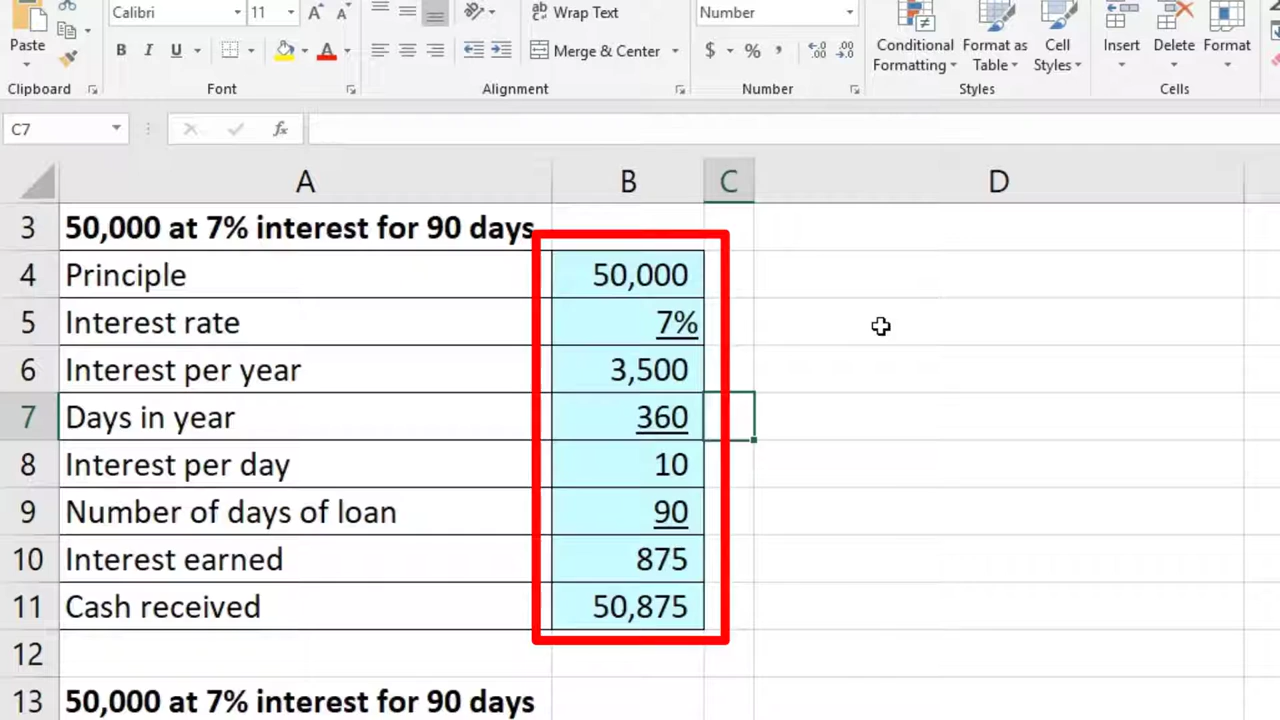 Calibri 11 Wrap Text Number
Paste B I U A Merge & Center $ % , Conditional Formatting Format as Table Cell Styles Insert Delete Format
Clipboard Font Alignment Number Styles Cells
C7 fx
A B C D
3 50,000 at 7% interest for 90 days
4 Principle 50,000
5 Interest rate 7%
6 Interest per year 3,500
7 Days in year 360
8 Interest per day 10
9 Number of days of loan 90
10 Interest earned 875
11 Cash received 50,875
12
13 50,000 at 7% interest for 90 days